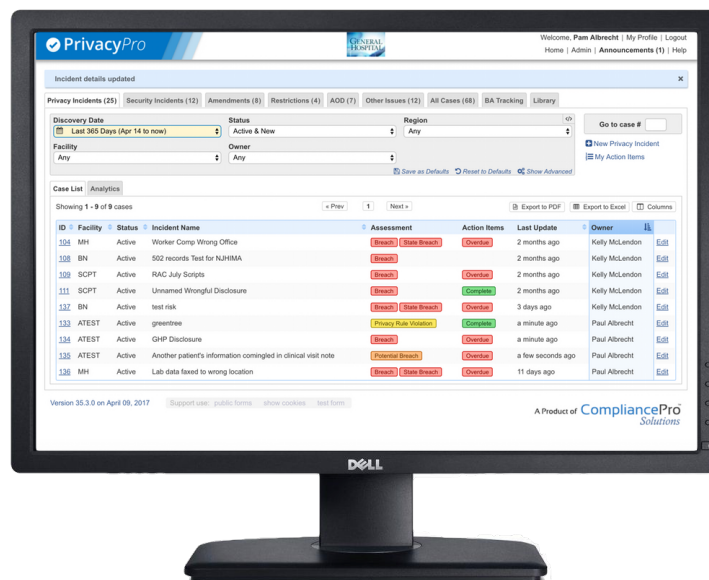 PrivacyPro
GENERAL HOSPITAL
Welcome, Pam Albrecht | My Profile | Logout
Home | Admin | Announcements (1) | Help
Incident details updated ×
Privacy Incidents (25) Security Incidents (12) Amendments (8) Restrictions (4) AOD (7) Other Issues (12) All Cases (68) BA Tracking Library
Discovery Date Status Region </>
Last 365 Days (Apr 14 to now) Active & New Any
Go to case #
Facility Owner
Any Any
New Privacy Incident
My Action Items
Save as Defaults Reset to Defaults Show Advanced
Case List Analytics
Showing 1 - 9 of 9 cases « Prev 1 Next » Export to PDF Export to Excel Columns
ID Facility Status Incident Name Assessment Action Items Last Update Owner
104 MH Active Worker Comp Wrong Office Breach State Breach Overdue 2 months ago Kelly McLendon Edit
108 BN Active 502 records Test for NJHIMA Breach 2 months ago Kelly McLendon Edit
109 SCPT Active RAC July Scripts Breach Overdue 2 months ago Kelly McLendon Edit
111 SCPT Active Unnamed Wrongful Disclosure Breach Complete 2 months ago Kelly McLendon Edit
137 BN Active test risk Breach State Breach Overdue 3 days ago Kelly McLendon Edit
133 ATEST Active greentree Privacy Rule Violation Complete a minute ago Paul Albrecht Edit
134 ATEST Active GHP Disclosure Breach Overdue a minute ago Paul Albrecht Edit
135 ATEST Active Another patient's information comingled in clinical visit note Potential Breach Overdue a few seconds ago Paul Albrecht Edit
136 MH Active Lab data faxed to wrong location Breach State Breach Overdue 11 days ago Paul Albrecht Edit
Version 35.3.0 on April 09, 2017 Support use: public forms show cookies test form
A Product of CompliancePro Solutions
DELL